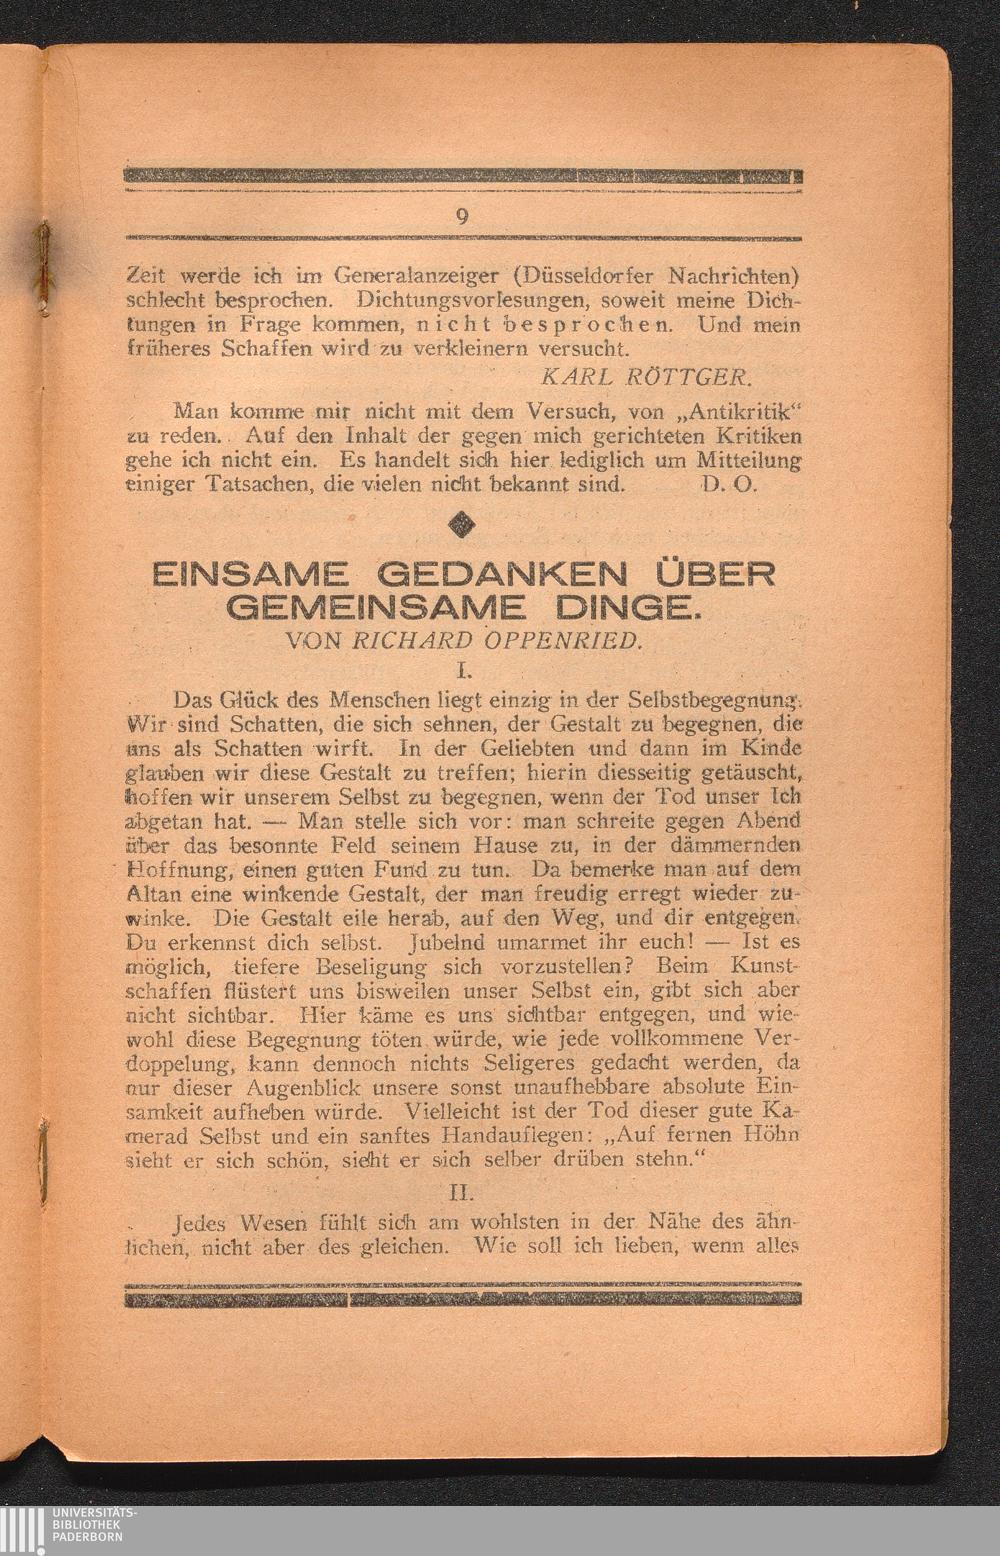 9
Zeit werde ich im Generalanzeiger (Düsseldorfer Nachrichten)
schlecht besprochen. Dichtungsvorlesungen, soweit meine Dich-
tungen in Frage kommen, nicht besprochen. Und mein
früheres Schaffen wird zu verkleinern versucht.
KARL RÖTTGER.
Man komme mir nicht mit dem Versuch, von „Antikritik“
zu reden. Auf den Inhalt der gegen mich gerichteten Kritiken
gehe ich nicht ein. Es handelt sich hier lediglich um Mitteilung
einiger Tatsachen, die vielen nicht bekannt sind. D. O.
EINSAME GEDANKEN ÜBER
GEMEINSAME DINGE.
VON RICHARD OPPENRIED.
I.
Das Glück des Menschen liegt einzig in der Selbstbegegnung.
Wir sind Schatten, die sich sehnen, der Gestalt zu begegnen, die
uns als Schatten wirft. In der Geliebten und dann im Kinde
glauben wir diese Gestalt zu treffen; hierin diesseitig getäuscht,
hoffen wir unserem Selbst zu begegnen, wenn der Tod unser Ich
abgetan hat. — Man stelle sich vor: man schreite gegen Abend
über das besonnte Feld seinem Hause zu, in der dämmernden
Hoffnung, einen guten Fund zu tun. Da bemerke man auf dem
Altan eine winkende Gestalt, der man freudig erregt wieder zu-
winke. Die Gestalt eile herab, auf den Weg, und dir entgegen.
Du erkennst dich selbst. Jubelnd umarmet ihr euch! — Ist es
möglich, tiefere Beseligung sich vorzustellen? Beim Kunst-
schaffen flüstert uns bisweilen unser Selbst ein, gibt sich aber
nicht sichtbar. Hier käme es uns sichtbar entgegen, und wie-
wohl diese Begegnung töten würde, wie jede vollkommene Ver-
doppelung, kann dennoch nichts Seligeres gedacht werden, da
nur dieser Augenblick unsere sonst unaufhebbare absolute Ein-
samkeit aufheben würde. Vielleicht ist der Tod dieser gute Ka-
merad Selbst und ein sanftes Handauflegen: „Auf fernen Höhn
sieht er sich schön, sieht er sich selber drüben stehn.“
II.
Jedes Wesen fühlt sich am wohlsten in der Nähe des ähn-
lichen, nicht aber des gleichen. Wie soll ich lieben, wenn alles
UNIVERSITÄTS-
BIBLIOTHEK
PADERBORN